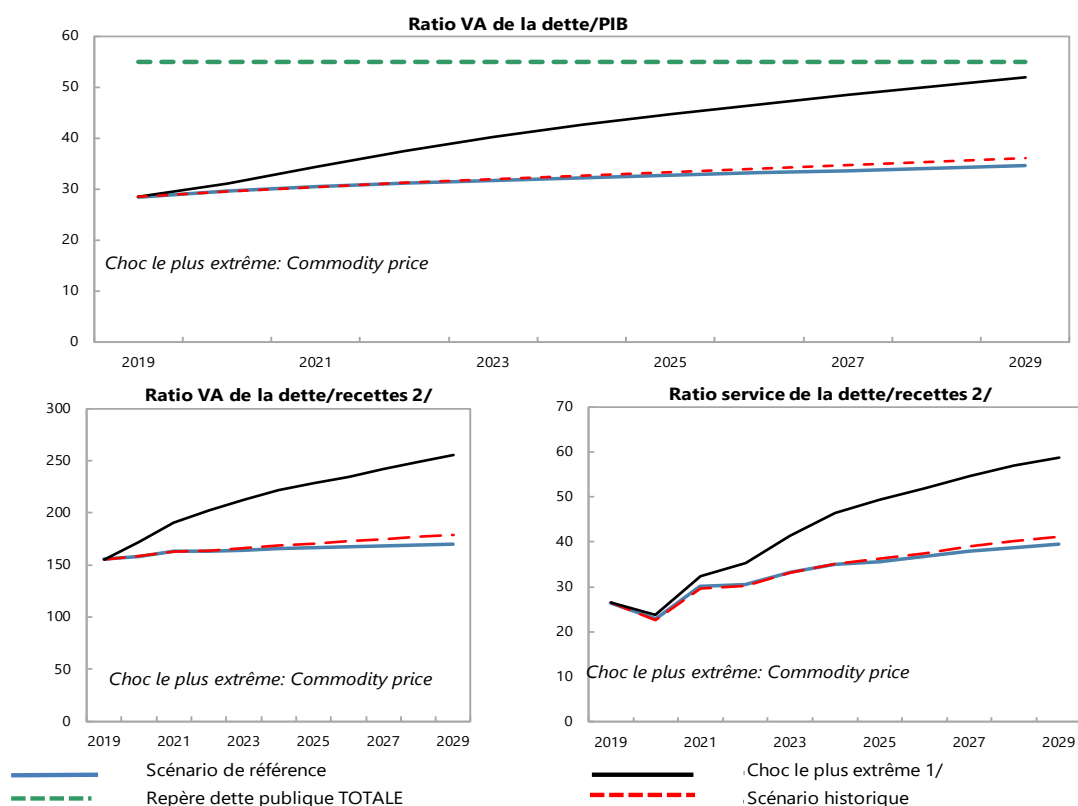 Ratio VA de la dette/PIB
60
50
40
30
20
10
0
Choc le plus extrême: Commodity price
2019 2021 2023 2025 2027 2029
Ratio VA de la dette/recettes 2/
300
250
200
150
100
50
0
Choc le plus extrême: Commodity price
2019 2021 2023 2025 2027 2029
Ratio service de la dette/recettes 2/
70
60
50
40
30
20
10
0
Choc le plus extrême: Commodity price
2019 2021 2023 2025 2027 2029
Scénario de référence
Choc le plus extrême 1/
Repère dette publique TOTALE
Scénario historique